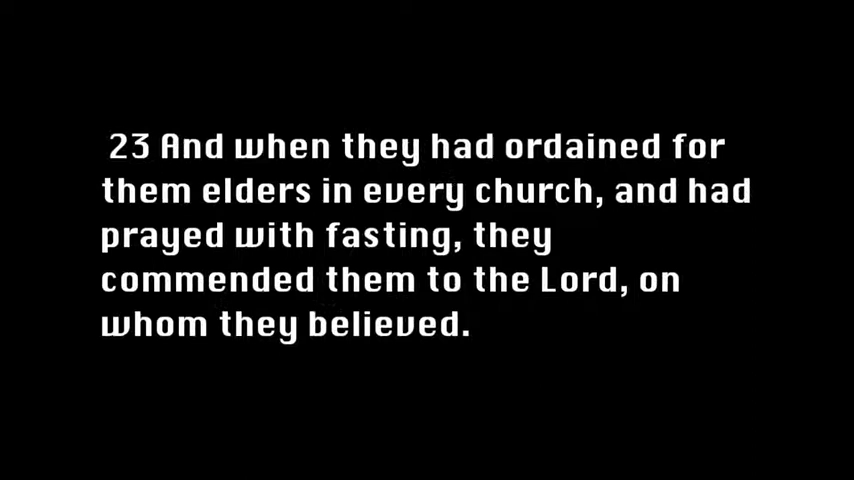 23 And when they had ordained for
them elders in every church, and had
prayed with fasting, they
commended them to the Lord, on
whom they believed.